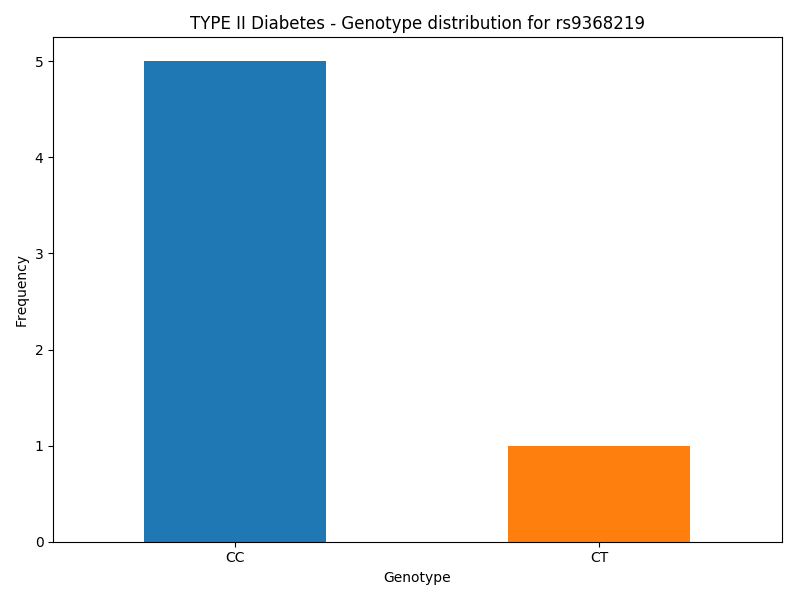 TYPE II Diabetes - Genotype distribution for rs9368219
5
4
3
2
1
0
Frequency
CC
CT
Genotype